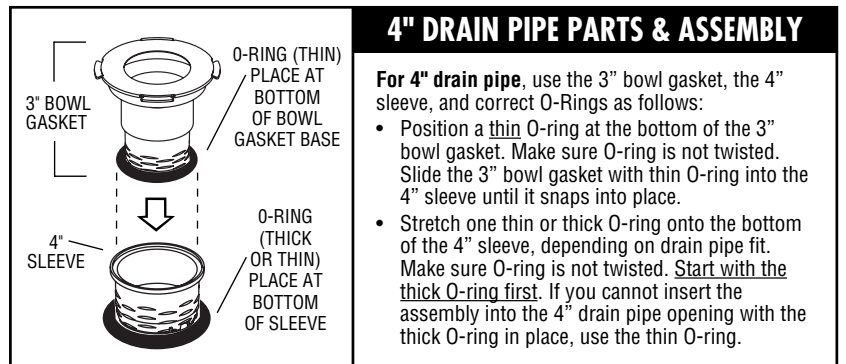 3" BOWL
GASKET
O-RING (THIN)
PLACE AT
BOTTOM
OF BOWL
GASKET BASE
4"
SLEEVE
O-RING
(THICK
OR THIN)
PLACE AT
BOTTOM
OF SLEEVE
4" DRAIN PIPE PARTS & ASSEMBLY
For 4" drain pipe, use the 3” bowl gasket, the 4”
sleeve, and correct O-Rings as follows:
• Position a thin O-ring at the bottom of the 3”
bowl gasket. Make sure O-ring is not twisted.
Slide the 3” bowl gasket with thin O-ring into the
4” sleeve until it snaps into place.
• Stretch one thin or thick O-ring onto the bottom
of the 4” sleeve, depending on drain pipe fit.
Make sure O-ring is not twisted. Start with the
thick O-ring first. If you cannot insert the
assembly into the 4” drain pipe opening with the
thick O-ring in place, use the thin O-ring.